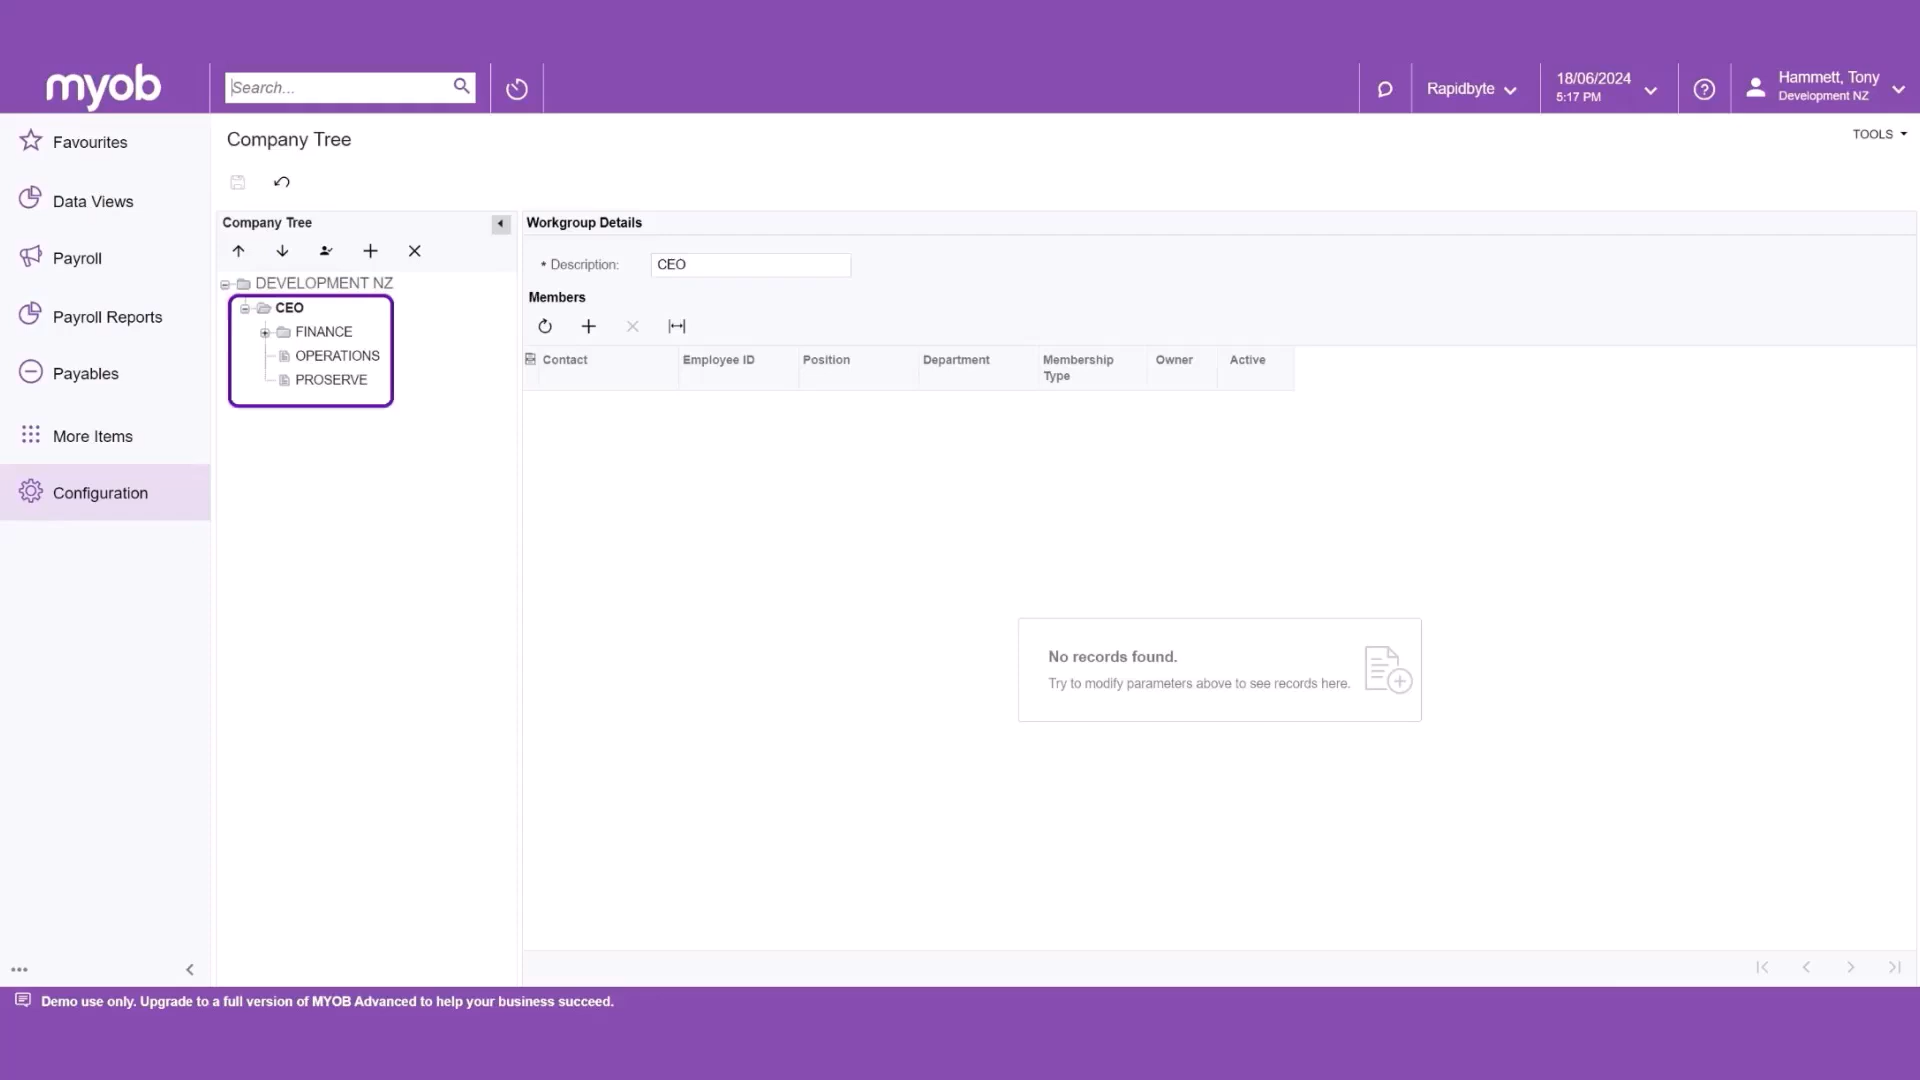 myob
Search...
Rapidbyte
18/06/2024
5:17 PM
Hammett, Tony
Development NZ
Favourites
Data Views
Payroll
Payroll Reports
Payables
More Items
Configuration
Company Tree
TOOLS
Company Tree
DEVELOPMENT NZ
CEO
FINANCE
OPERATIONS
PROSERVE
Workgroup Details
* Description: CEO
Members
Contact Employee ID Position Department Membership Type Owner Active
No records found.
Try to modify parameters above to see records here.
Demo use only. Upgrade to a full version of MYOB Advanced to help your business succeed.